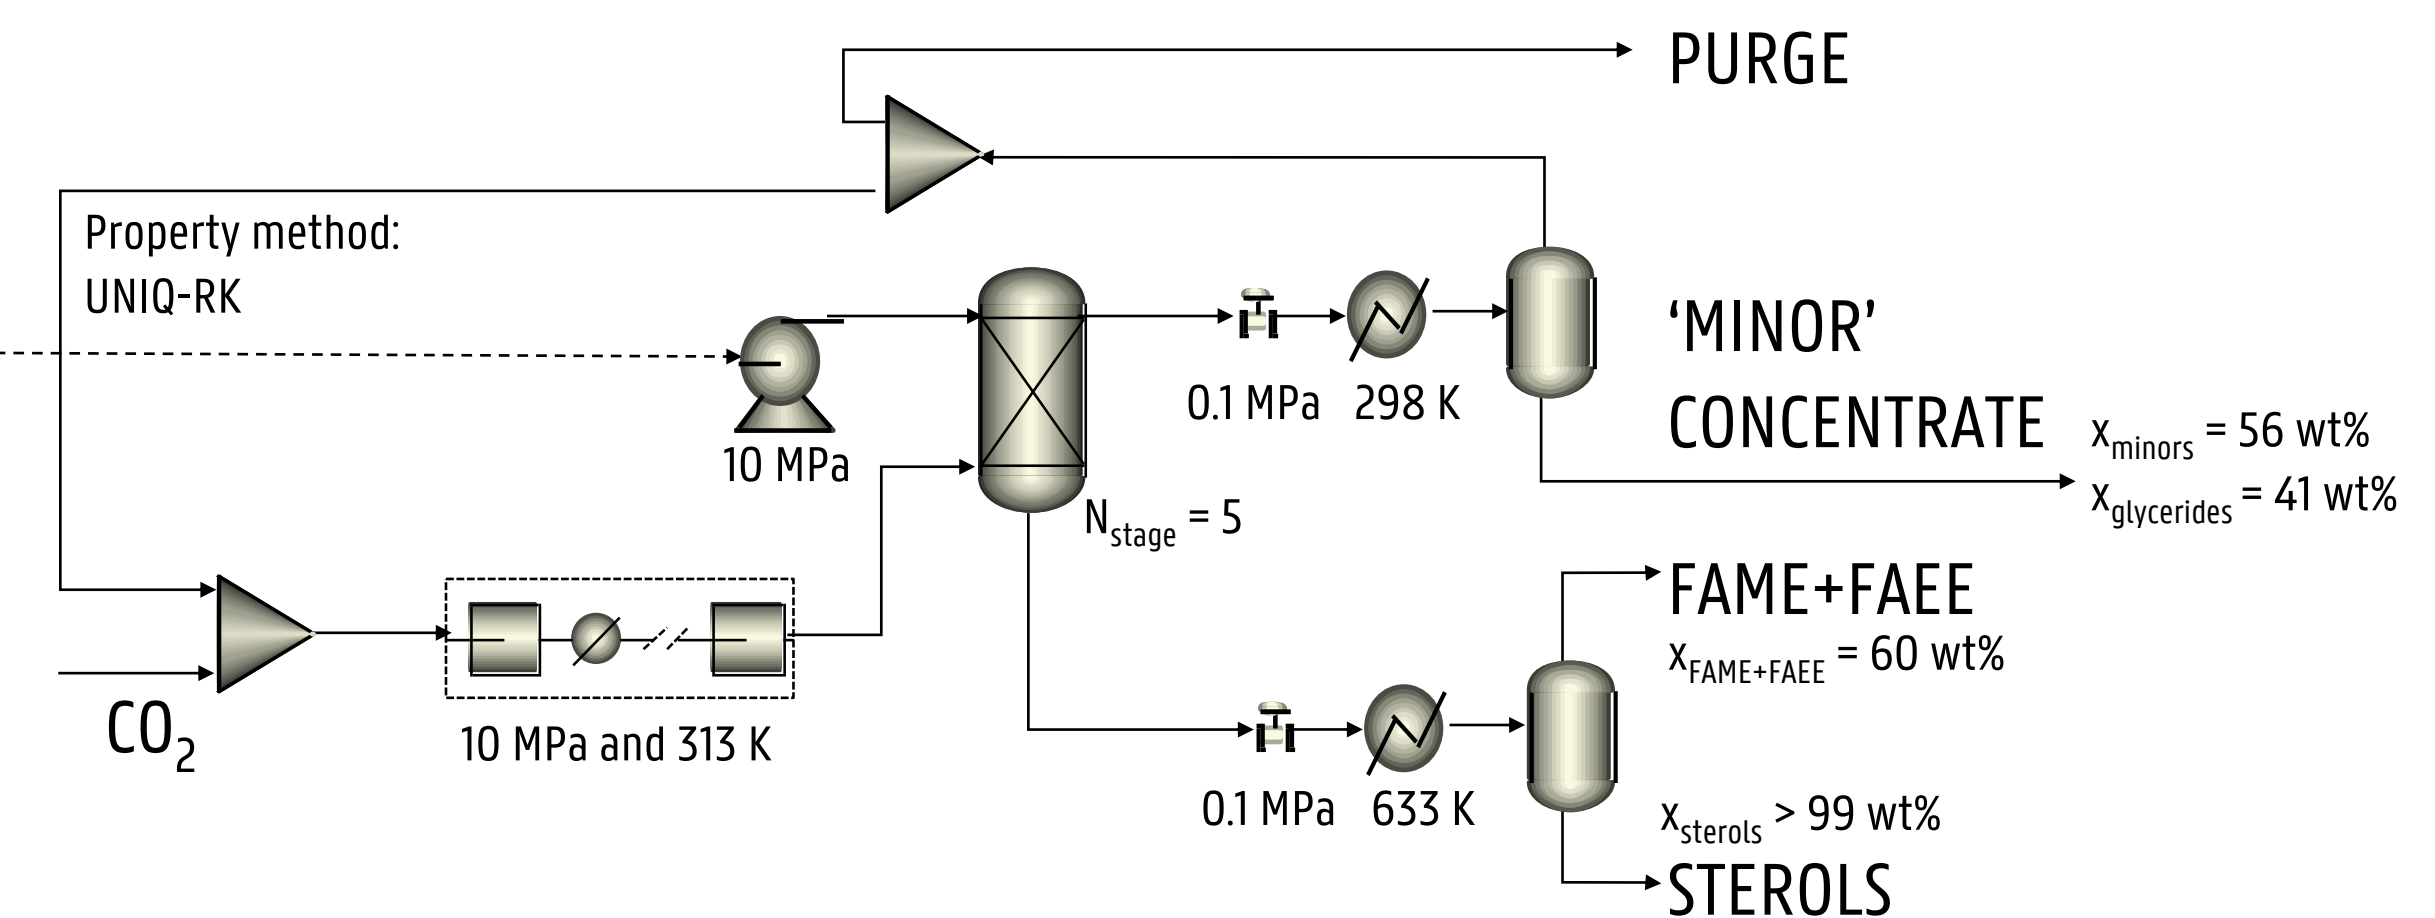 PURGE
Property method:
UNIQ-RK
10 MPa
0.1 MPa
298 K
‘MINOR’
CONCENTRATE
xminors = 56 wt%
xglycerides = 41 wt%
Nstage = 5
FAME+FAEE
xFAME+FAEE = 60 wt%
CO2
10 MPa and 313 K
0.1 MPa
633 K
xsterols > 99 wt%
STEROLS